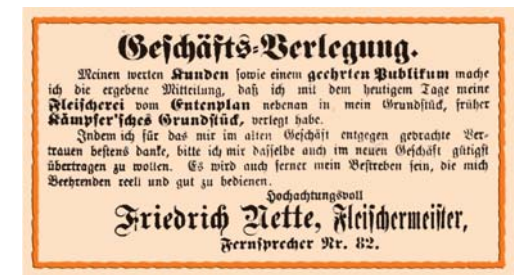 Geschäfts-Verlegung.
Meinen werten Kunden sowie einem geehrten Publikum mache
ich die ergebene Mitteilung, daß ich mit dem heutigem Tage meine
Fleischerei vom Entenplan nebenan in mein Grundstück, früher
Kämpfer'sches Grundstück, verlegt habe.
Indem ich für das mir im alten Geschäft entgegen gebrachte Ver-
trauen bestens danke, bitte ich mir dasselbe auch im neuen Geschäft gütigst
übertragen zu wollen. Es wird auch ferner mein Bestreben sein, die mich
Beehrenden reell und gut zu bedienen.
Hochachtungsvoll
Friedrich Nette, Fleischermeister,
Fernsprecher Nr. 82.